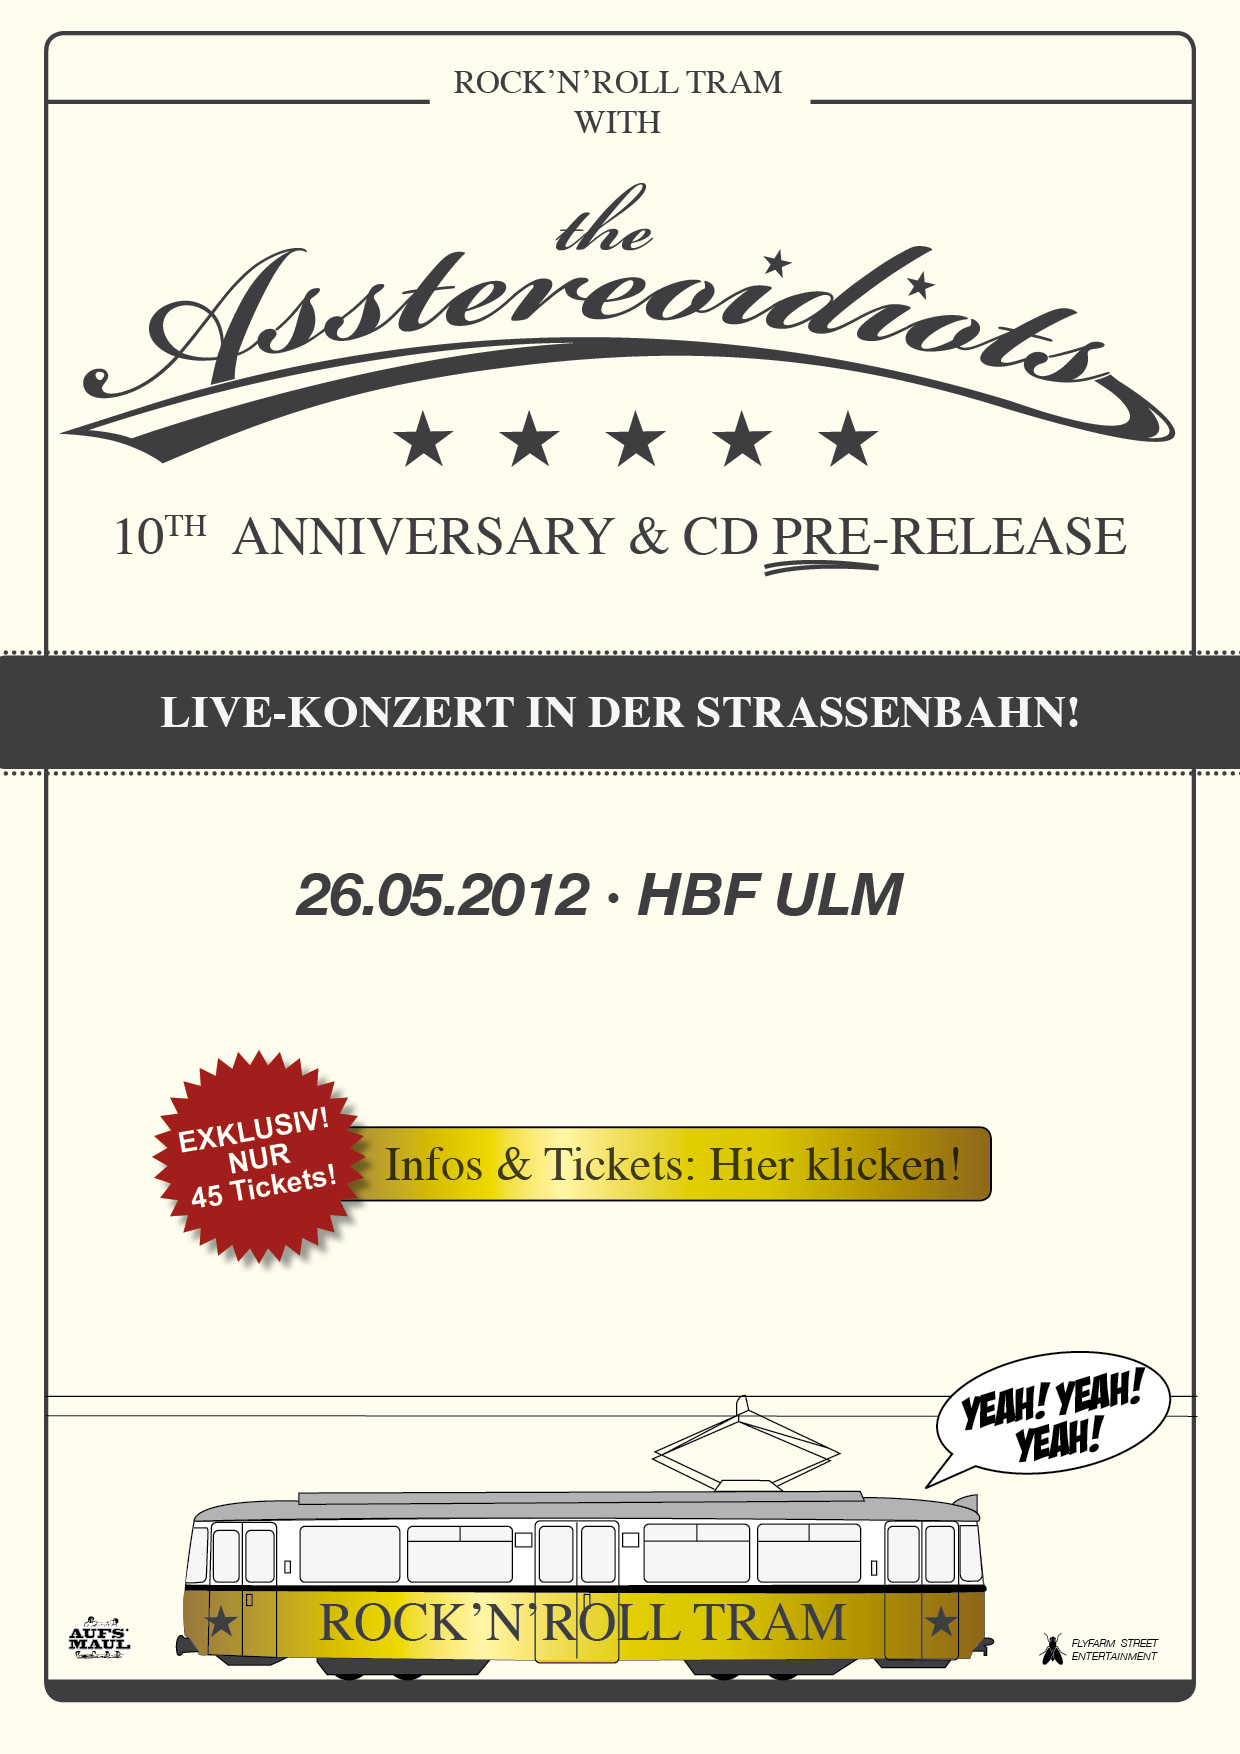 ROCK’N’ROLL TRAM
WITH
the
Asstereoidiots
10TH ANNIVERSARY & CD PRE-RELEASE
LIVE-KONZERT IN DER STRASSENBAHN!
26.05.2012 · HBF ULM
EXKLUSIV!
NUR
45 Tickets!
Infos & Tickets: Hier klicken!
YEAH! YEAH!
YEAH!
ROCK’N’ROLL TRAM
AUFS'
MAUL
FLYFARM STREET
ENTERTAINMENT